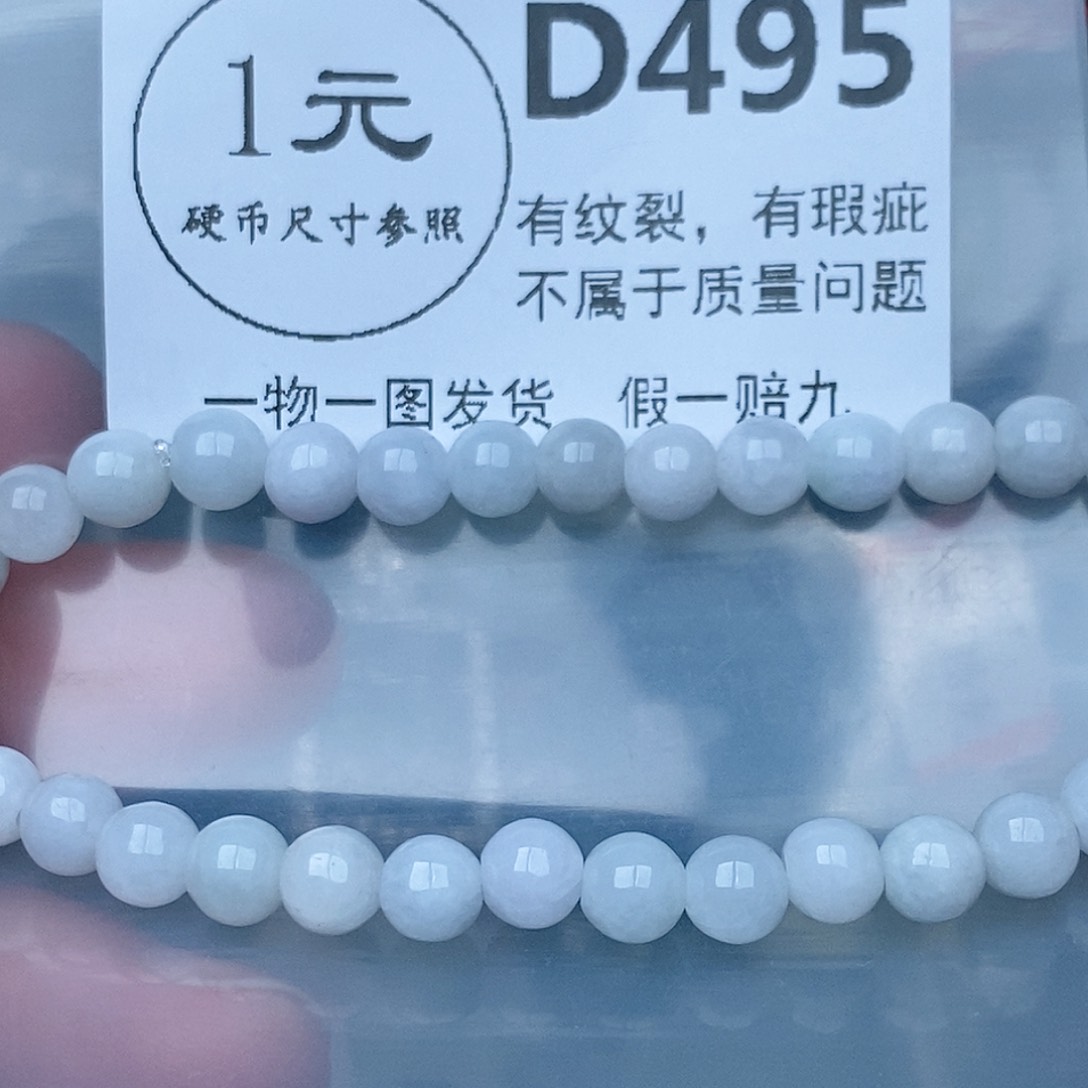 1元
硬币尺寸参照
D495
有纹裂，有瑕疵
不属于质量问题
一物一图发货 假一赔九